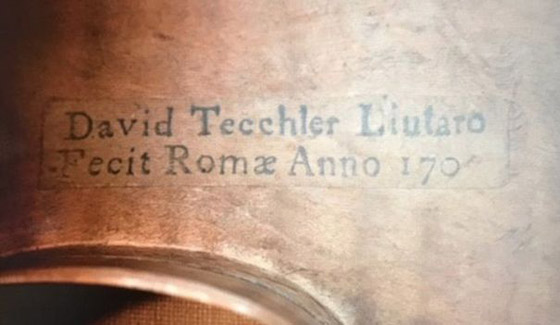 David Tecchler Liutaro
Fecit Romæ Anno 170